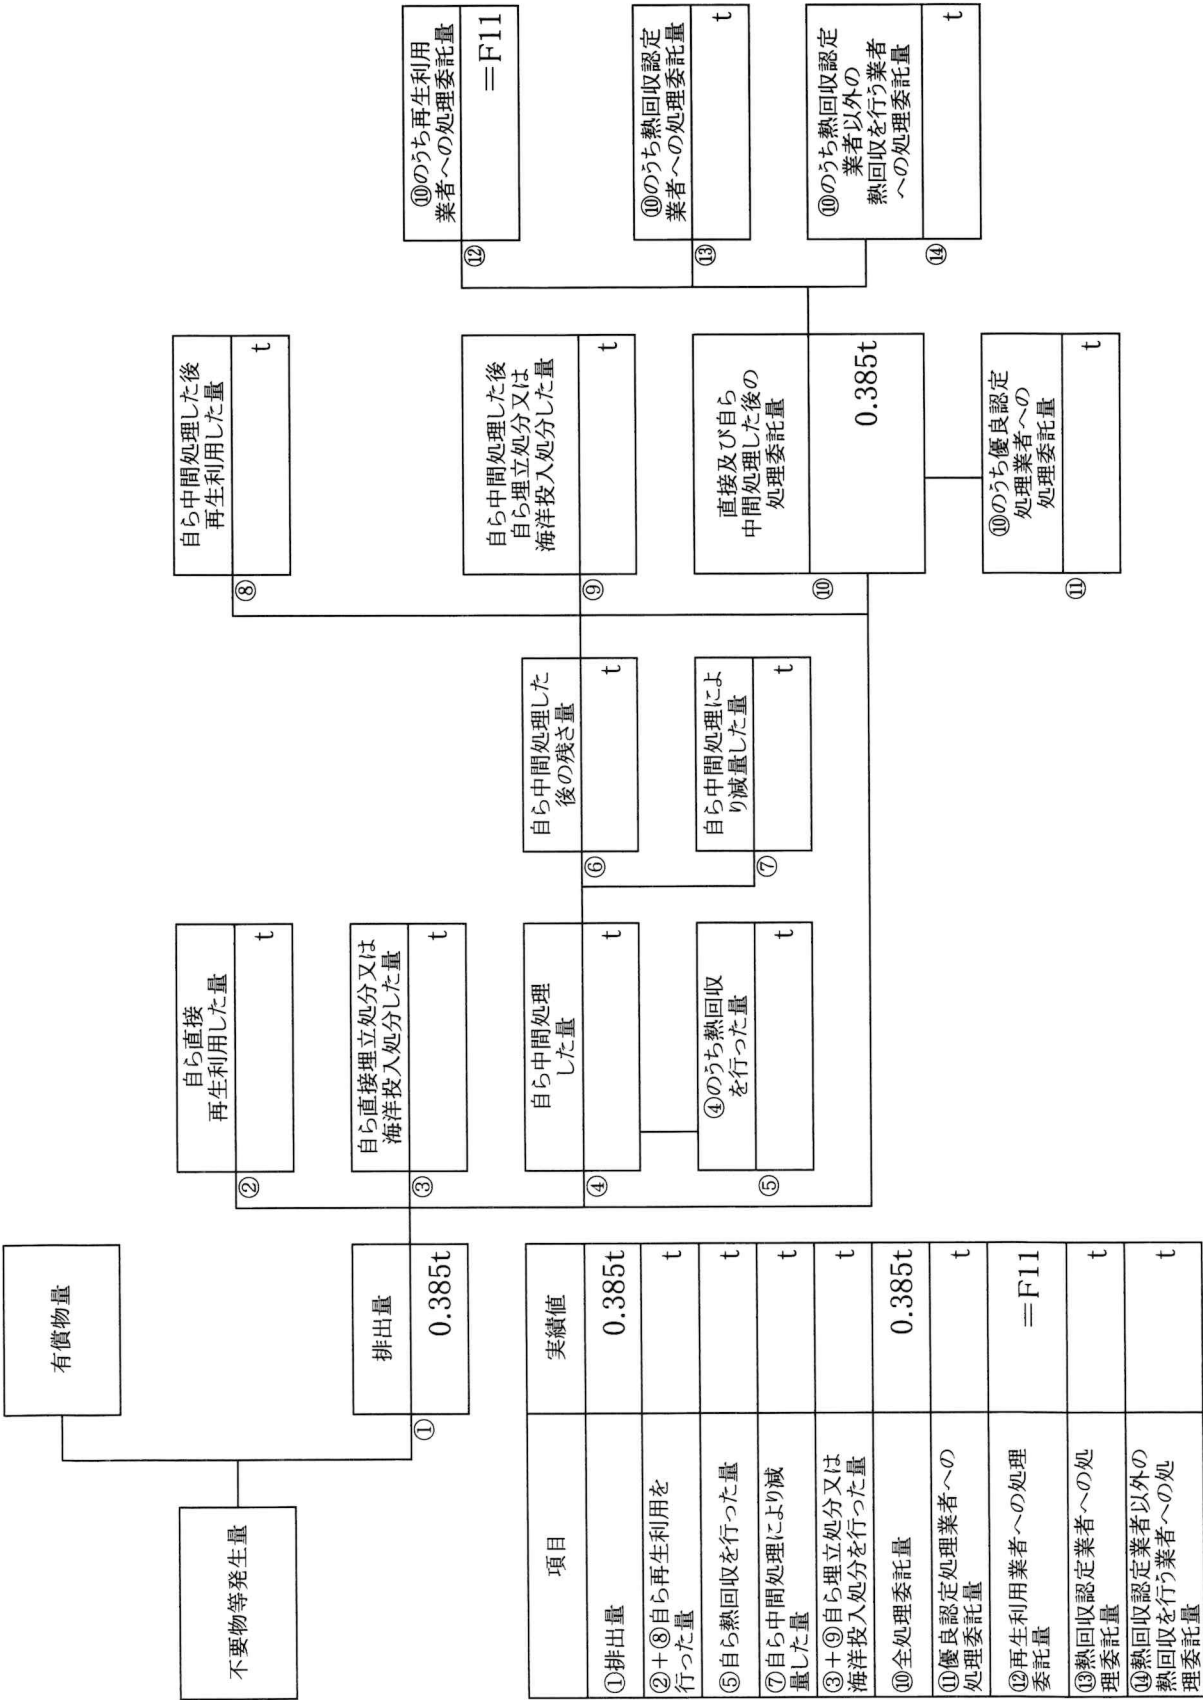 有償物量
不要物等発生量
①
排出量
0.385t
②
自ら直接
再生利用した量
t
③
自ら直接埋立処分又は
海洋投入処分した量
t
④
自ら中間処理
した量
t
⑤
④のうち熱回収
を行った量
t
⑥
自ら中間処理した
後の残さ量
t
⑦
自ら中間処理によ
り減量した量
t
⑧
自ら中間処理した後
再生利用した量
t
⑨
自ら中間処理した後
自ら埋立処分又は
海洋投入処分した量
t
⑩
直接及び自ら
中間処理した後の
処理委託量
0.385t
⑪
⑩のうち優良認定
処理業者への
処理委託量
t
⑫
⑩のうち再生利用
業者への処理委託量
=F11
⑬
⑩のうち熱回収認定
業者への処理委託量
t
⑭
⑩のうち熱回収認定
業者以外の
熱回収を行う業者
への処理委託量
t
項目 実績値
①排出量 0.385t
②+⑧自ら再生利用を
行った量 t
⑤自ら熱回収を行った量 t
⑦自ら中間処理により減
量した量 t
③+⑨自ら埋立処分又は
海洋投入処分を行った量 t
⑩全処理委託量 0.385t
⑪優良認定処理業者への
処理委託量 t
⑫再生利用業者への処理
委託量 =F11
⑬熱回収認定業者への処
理委託量 t
⑭熱回収認定業者以外の
熱回収を行う業者への処
理委託量 t